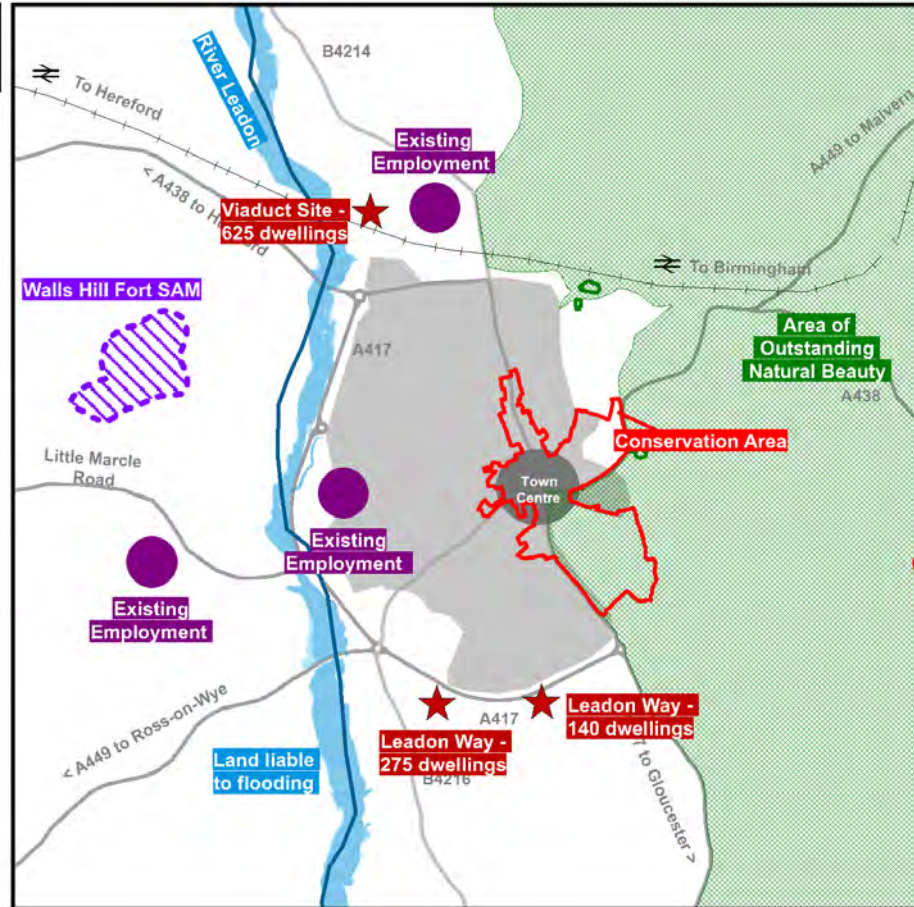 B4214
River Leadon
To Hereford
A449 to Malvern
Existing
Employment
< A438 to Hereford
Viaduct Site -
625 dwellings
To Birmingham
Walls Hill Fort SAM
Area of
Outstanding
Natural Beauty
A417
A438
Conservation Area
Little Marcle
Road
Town
Centre
Existing
Employment
Existing
Employment
< A449 to Ross-on-Wye
Leadon Way -
140 dwellings
A417
Leadon Way -
275 dwellings
Land liable
to flooding
B4216
7 to Gloucester >